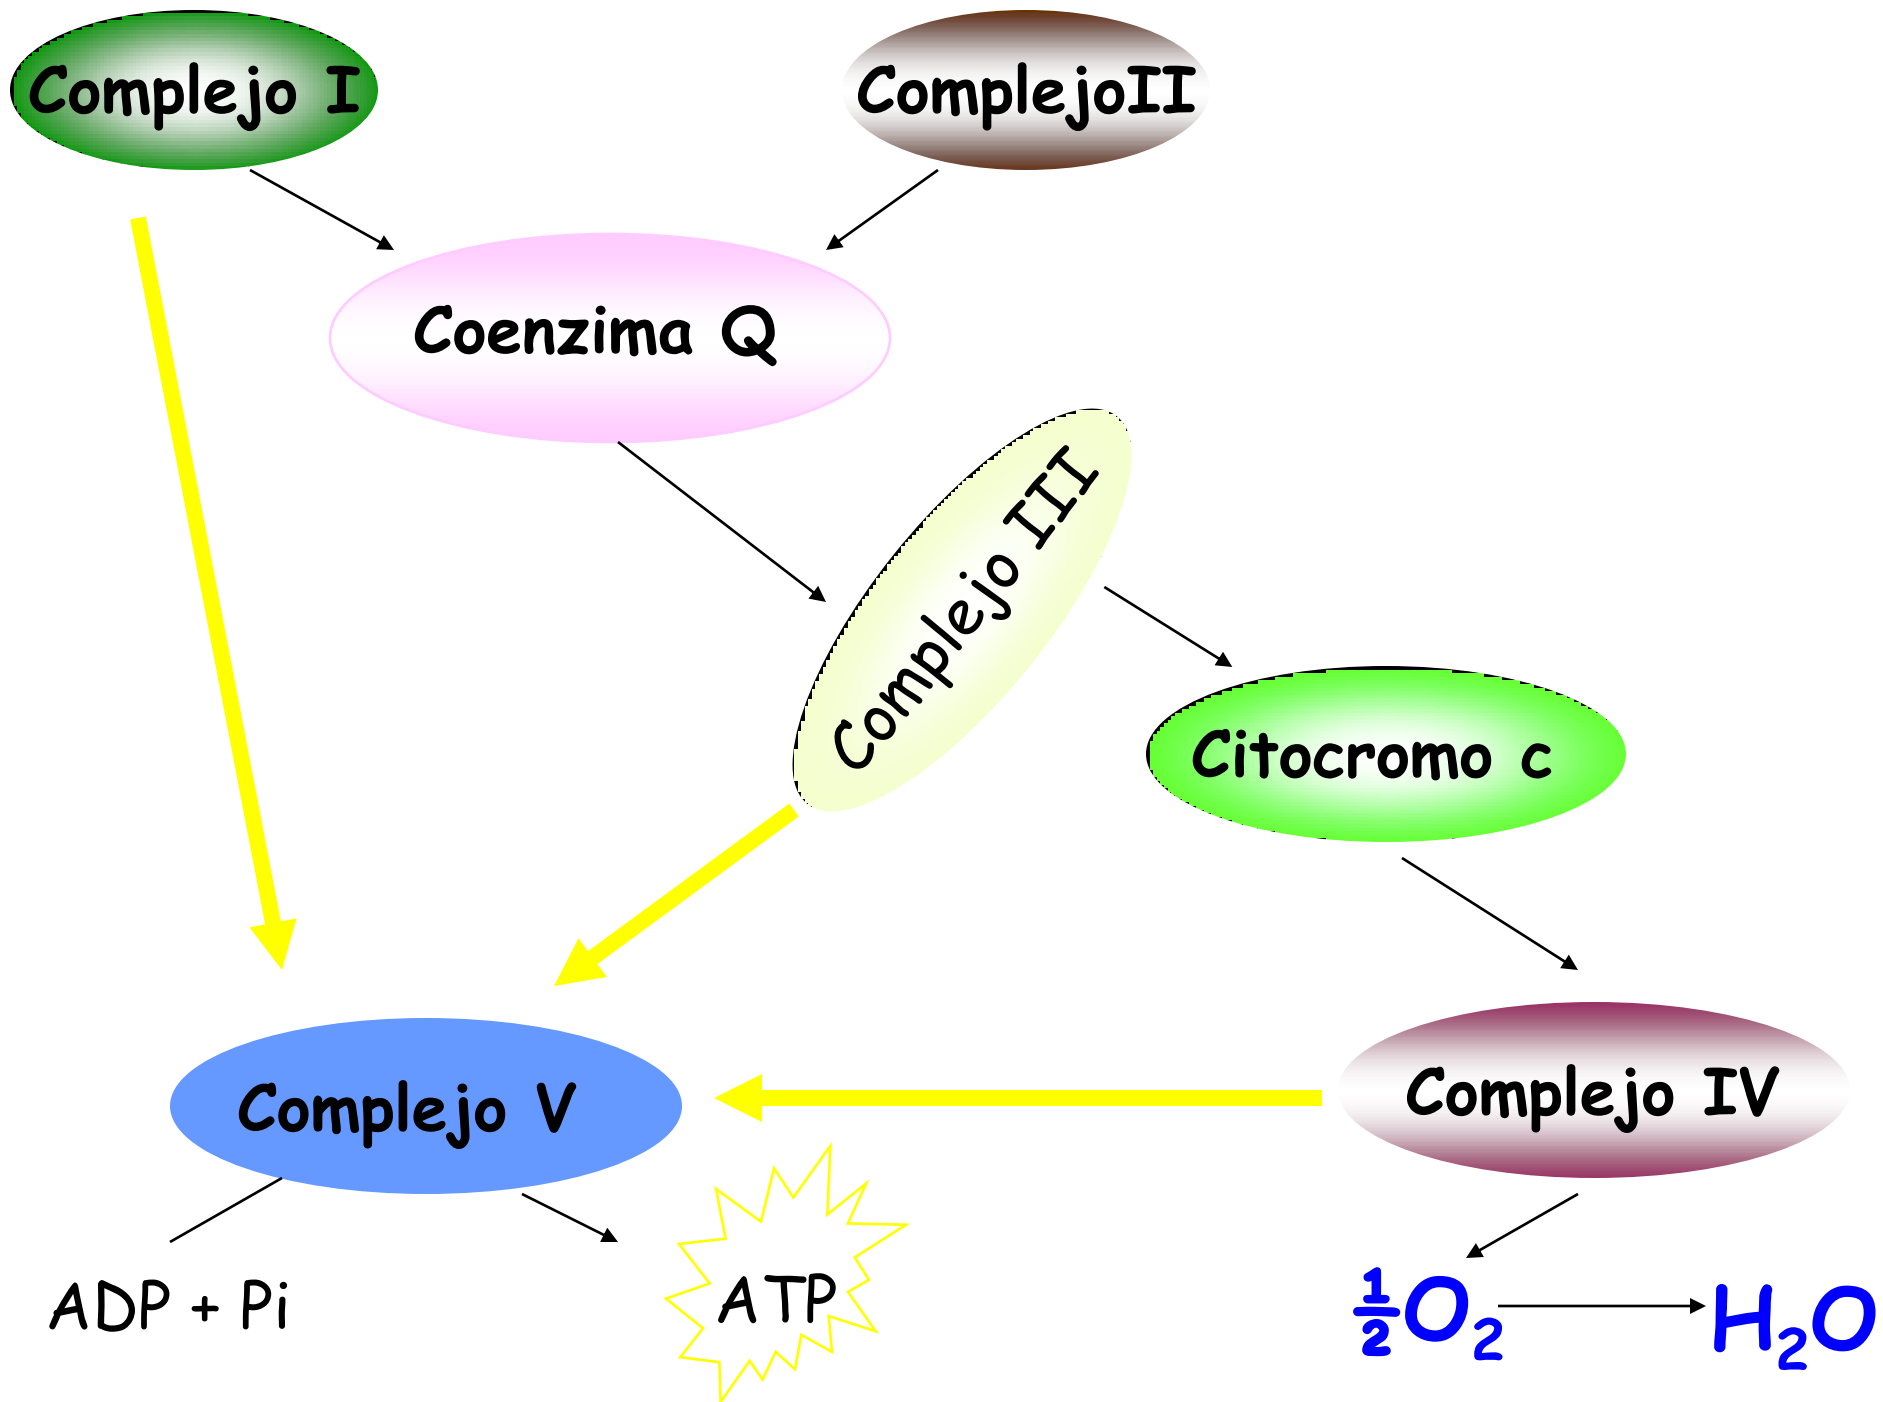 Complejo I
ComplejoII
Coenzima Q
Complejo III
Citocromo c
Complejo V
Complejo IV
ADP + Pi
ATP
½O₂
H₂O